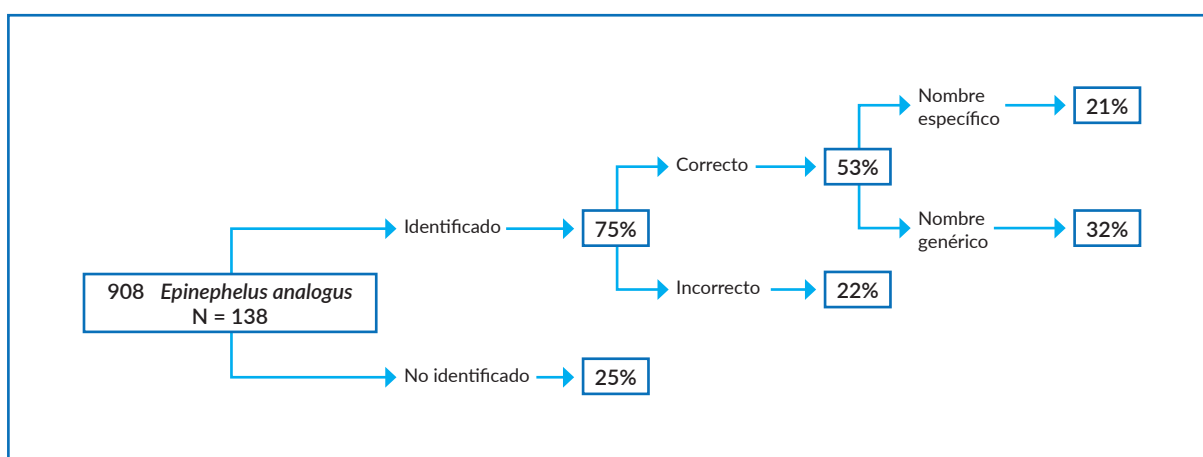 Nombre
específico
21%
Correcto
53%
Identificado
75%
Nombre
genérico
32%
908 Epinephelus analogus
N = 138
Incorrecto
22%
No identificado
25%